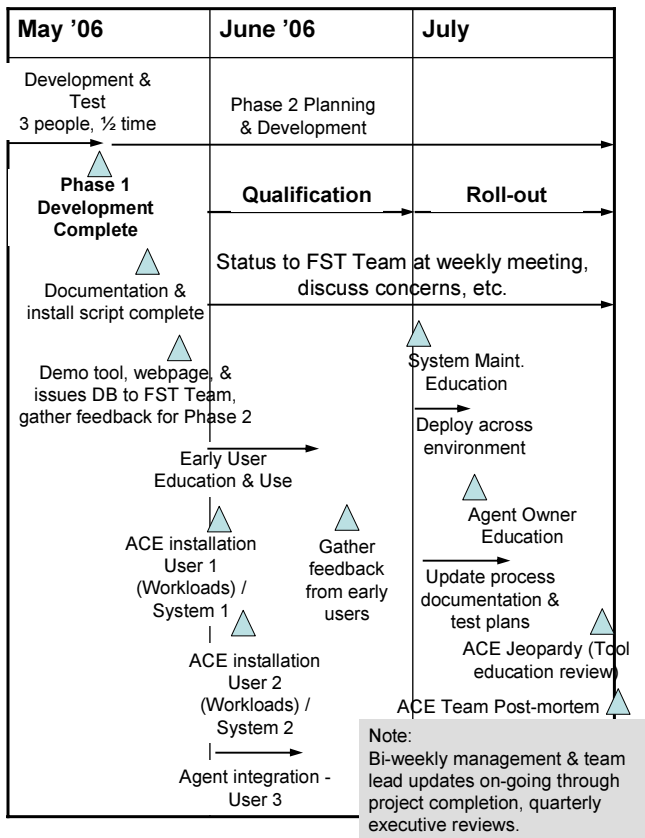 May ’06
June ’06
July
Development &
Test
3 people, ½ time
Phase 2 Planning
& Development
Phase 1
Development
Complete
Qualification
Roll-out
Status to FST Team at weekly meeting,
discuss concerns, etc.
Documentation &
install script complete
Demo tool, webpage, &
issues DB to FST Team,
gather feedback for Phase 2
System Maint.
Education
Deploy across
environment
Early User
Education & Use
Agent Owner
Education
ACE installation
User 1
(Workloads) /
System 1
Gather
feedback
from early
users
Update process
documentation &
test plans
ACE Jeopardy (Tool
education review)
ACE installation
User 2
(Workloads) /
System 2
ACE Team Post-mortem
Agent integration -
User 3
Note:
Bi-weekly management & team
lead updates on-going through
project completion, quarterly
executive reviews.